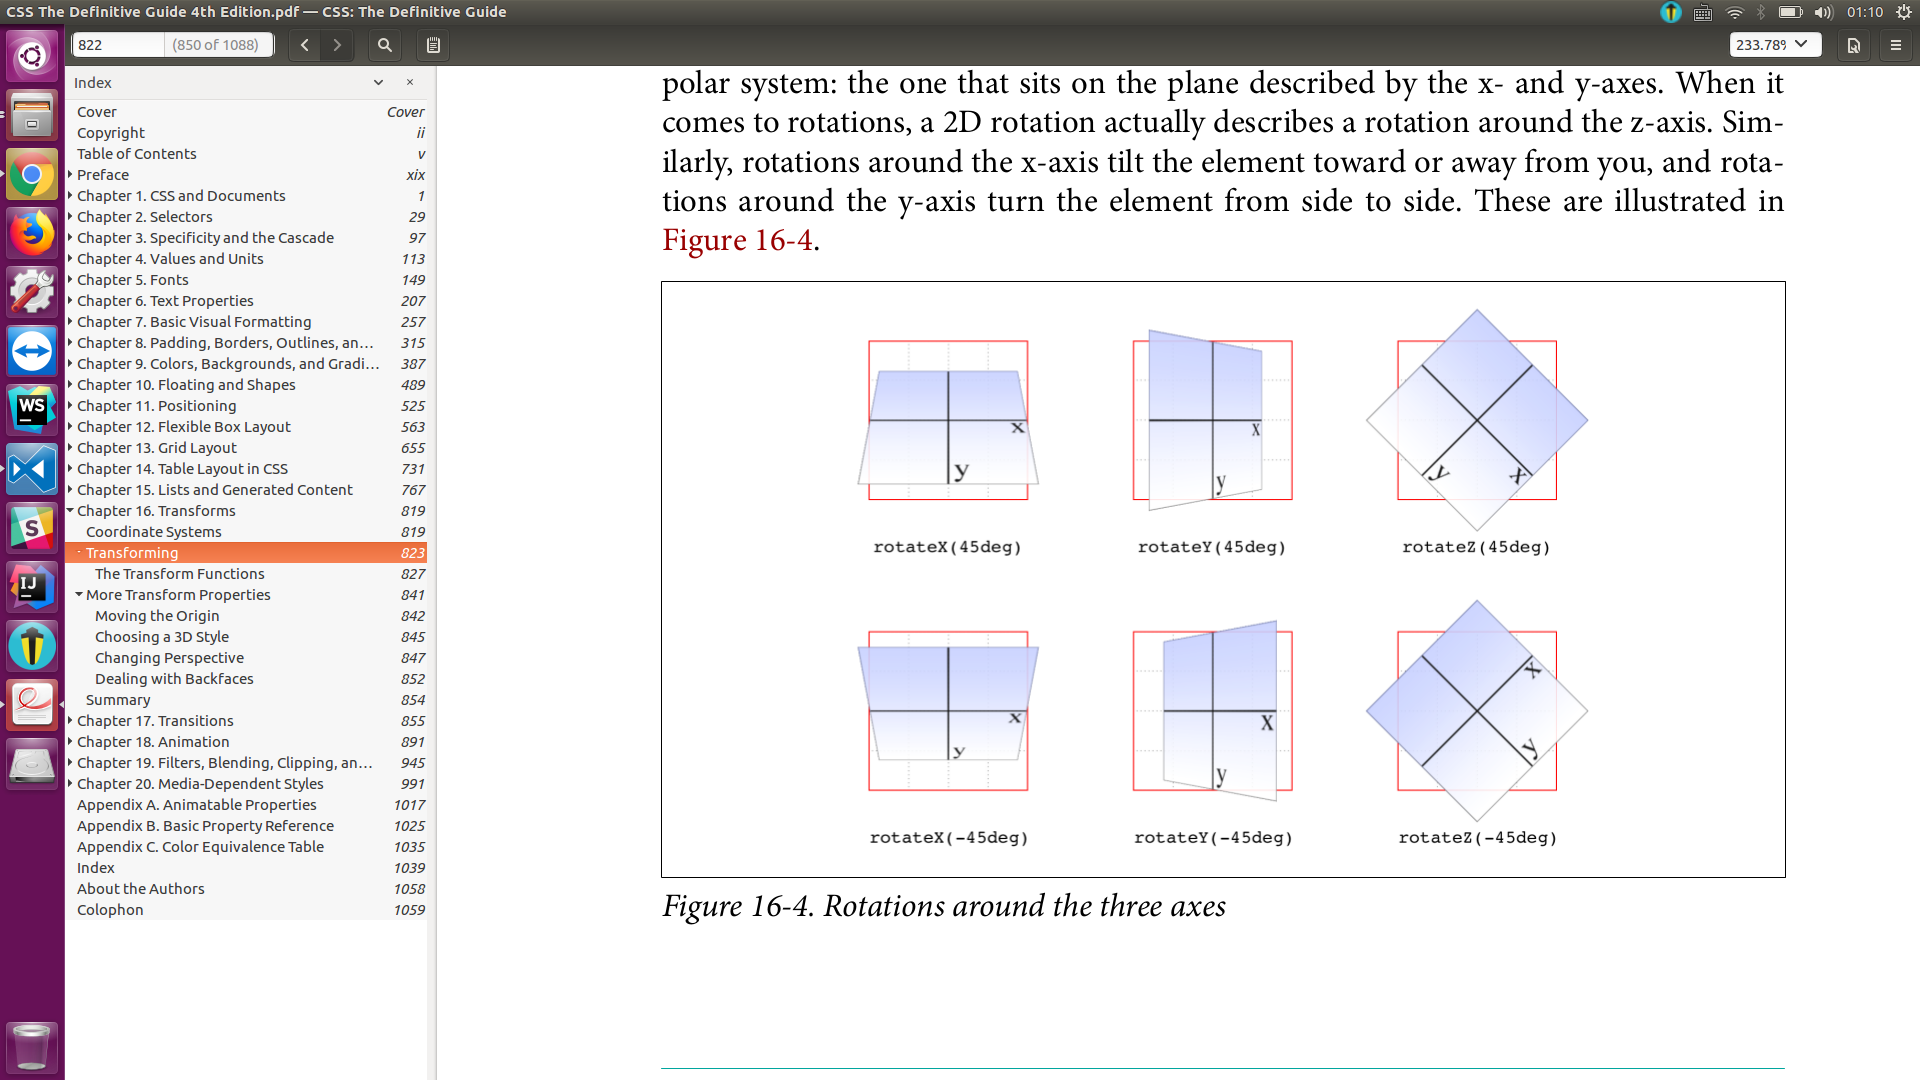 CSS The Definitive Guide 4th Edition.pdf — CSS: The Definitive Guide
01:10
822 (850 of 1088)
233.78%
Index
Cover Cover
Copyright ii
Table of Contents v
Preface xix
Chapter 1. CSS and Documents 1
Chapter 2. Selectors 29
Chapter 3. Specificity and the Cascade 97
Chapter 4. Values and Units 113
Chapter 5. Fonts 149
Chapter 6. Text Properties 207
Chapter 7. Basic Visual Formatting 257
Chapter 8. Padding, Borders, Outlines, an... 315
Chapter 9. Colors, Backgrounds, and Gradi... 387
Chapter 10. Floating and Shapes 489
Chapter 11. Positioning 525
Chapter 12. Flexible Box Layout 563
Chapter 13. Grid Layout 655
Chapter 14. Table Layout in CSS 731
Chapter 15. Lists and Generated Content 767
Chapter 16. Transforms 819
Coordinate Systems 819
Transforming 823
The Transform Functions 827
More Transform Properties 841
Moving the Origin 842
Choosing a 3D Style 845
Changing Perspective 847
Dealing with Backfaces 852
Summary 854
Chapter 17. Transitions 855
Chapter 18. Animation 891
Chapter 19. Filters, Blending, Clipping, an... 945
Chapter 20. Media-Dependent Styles 991
Appendix A. Animatable Properties 1017
Appendix B. Basic Property Reference 1025
Appendix C. Color Equivalence Table 1035
Index 1039
About the Authors 1058
Colophon 1059
WS
S
IJ
polar system: the one that sits on the plane described by the x- and y-axes. When it
comes to rotations, a 2D rotation actually describes a rotation around the z-axis. Sim-
ilarly, rotations around the x-axis tilt the element toward or away from you, and rota-
tions around the y-axis turn the element from side to side. These are illustrated in
Figure 16-4.
x x
y y y x
rotateX(45deg) rotateY(45deg) rotateZ(45deg)
x x x
y y y
rotateX(-45deg) rotateY(-45deg) rotateZ(-45deg)
Figure 16-4. Rotations around the three axes